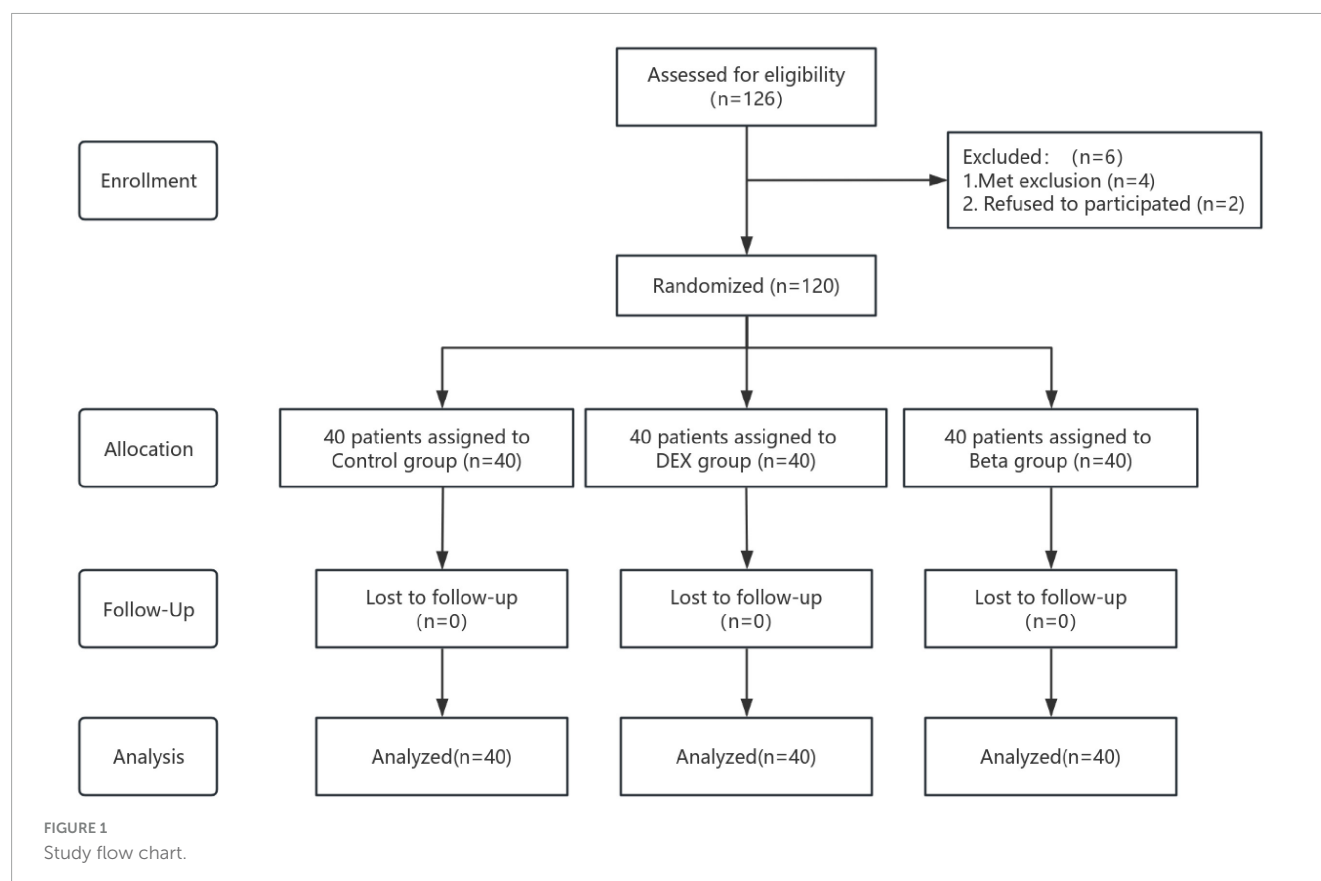 Assessed for eligibility
(n=126)
Enrollment
Excluded： (n=6)
1.Met exclusion (n=4)
2. Refused to participated (n=2)
Randomized (n=120)
Allocation
40 patients assigned to
Control group (n=40)
40 patients assigned to
DEX group (n=40)
40 patients assigned to
Beta group (n=40)
Follow-Up
Lost to follow-up
(n=0)
Lost to follow-up
(n=0)
Lost to follow-up
(n=0)
Analysis
Analyzed(n=40)
Analyzed(n=40)
Analyzed(n=40)
FIGURE 1
Study flow chart.